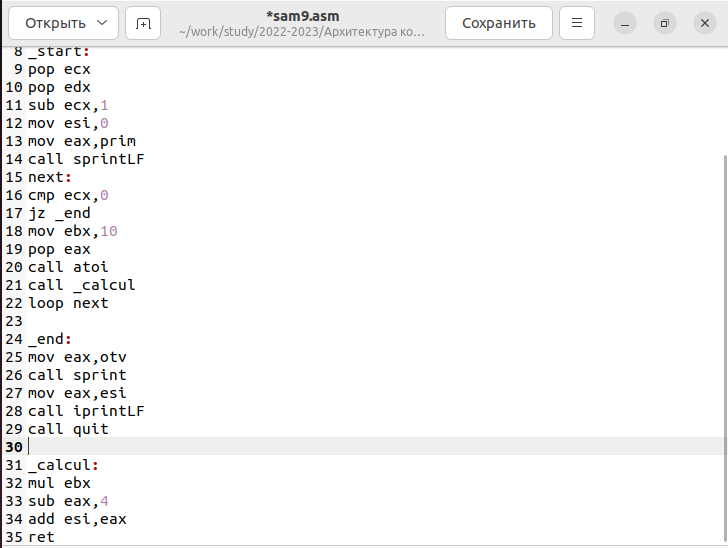 Открыть
*sam9.asm
~/work/study/2022-2023/Архитектура ко...
Сохранить
8 _start:
9 pop ecx
10 pop edx
11 sub ecx,1
12 mov esi,0
13 mov eax,prim
14 call sprintLF
15 next:
16 cmp ecx,0
17 jz _end
18 mov ebx,10
19 pop eax
20 call atoi
21 call _calcul
22 loop next
23
24 _end:
25 mov eax,otv
26 call sprint
27 mov eax,esi
28 call iprintLF
29 call quit
30
31 _calcul:
32 mul ebx
33 sub eax,4
34 add esi,eax
35 ret